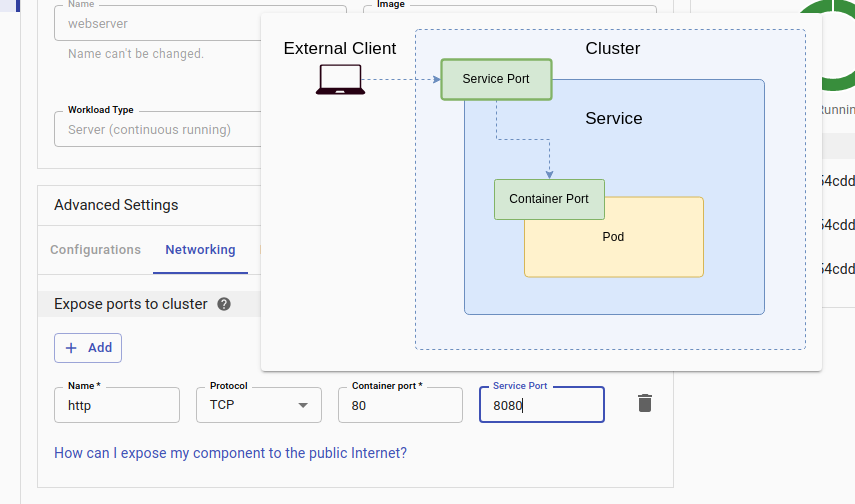 Name
webserver
Name can't be changed.
Image
External Client
Cluster
Service Port
Service
Container Port
Pod
Workload Type
Server (continuous running)
Advanced Settings
Configurations
Networking
Expose ports to cluster
Add
Name *
http
Protocol
TCP
Container port *
80
Service Port
8080
How can I expose my component to the public Internet?
54cdd
54cdd
54cdd